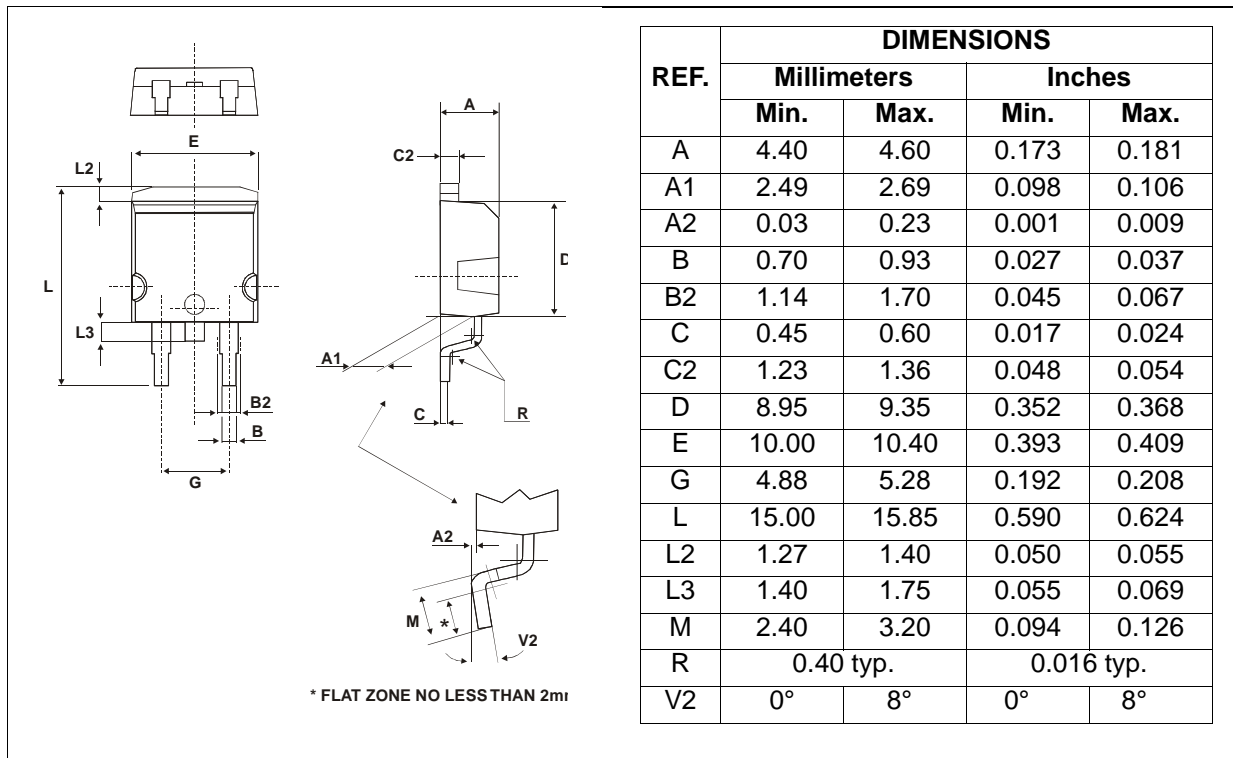 A
E
C2
L2
D
L
L3
A1
B2
C
R
B
G
A2
M
*
V2
* FLAT ZONE NO LESS THAN 2mm
REF. DIMENSIONS
Millimeters Inches
Min. Max. Min. Max.
A 4.40 4.60 0.173 0.181
A1 2.49 2.69 0.098 0.106
A2 0.03 0.23 0.001 0.009
B 0.70 0.93 0.027 0.037
B2 1.14 1.70 0.045 0.067
C 0.45 0.60 0.017 0.024
C2 1.23 1.36 0.048 0.054
D 8.95 9.35 0.352 0.368
E 10.00 10.40 0.393 0.409
G 4.88 5.28 0.192 0.208
L 15.00 15.85 0.590 0.624
L2 1.27 1.40 0.050 0.055
L3 1.40 1.75 0.055 0.069
M 2.40 3.20 0.094 0.126
R 0.40 typ. 0.016 typ.
V2 0° 8° 0° 8°